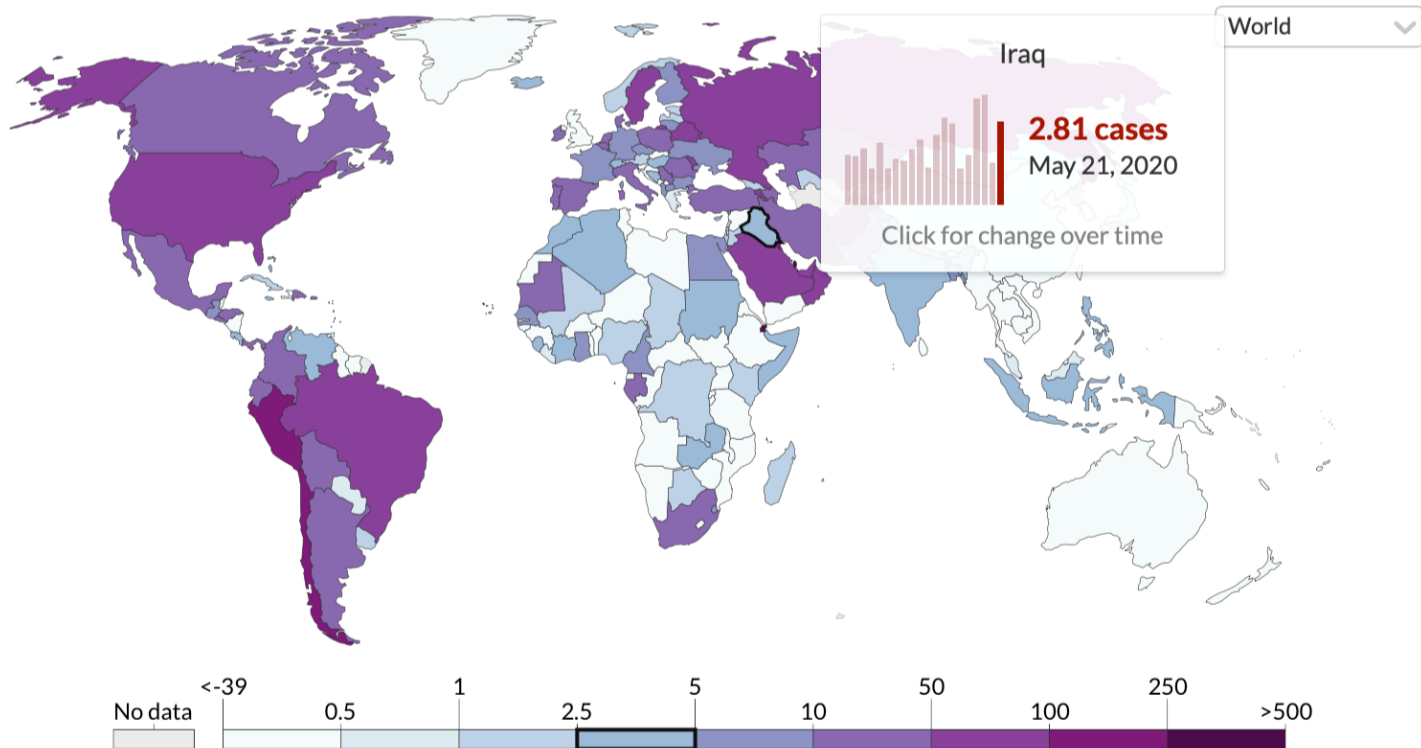 World
Iraq
2.81 cases
May 21, 2020
Click for change over time
<-39 1 5 50 250
No data 0.5 2.5 10 100 >500